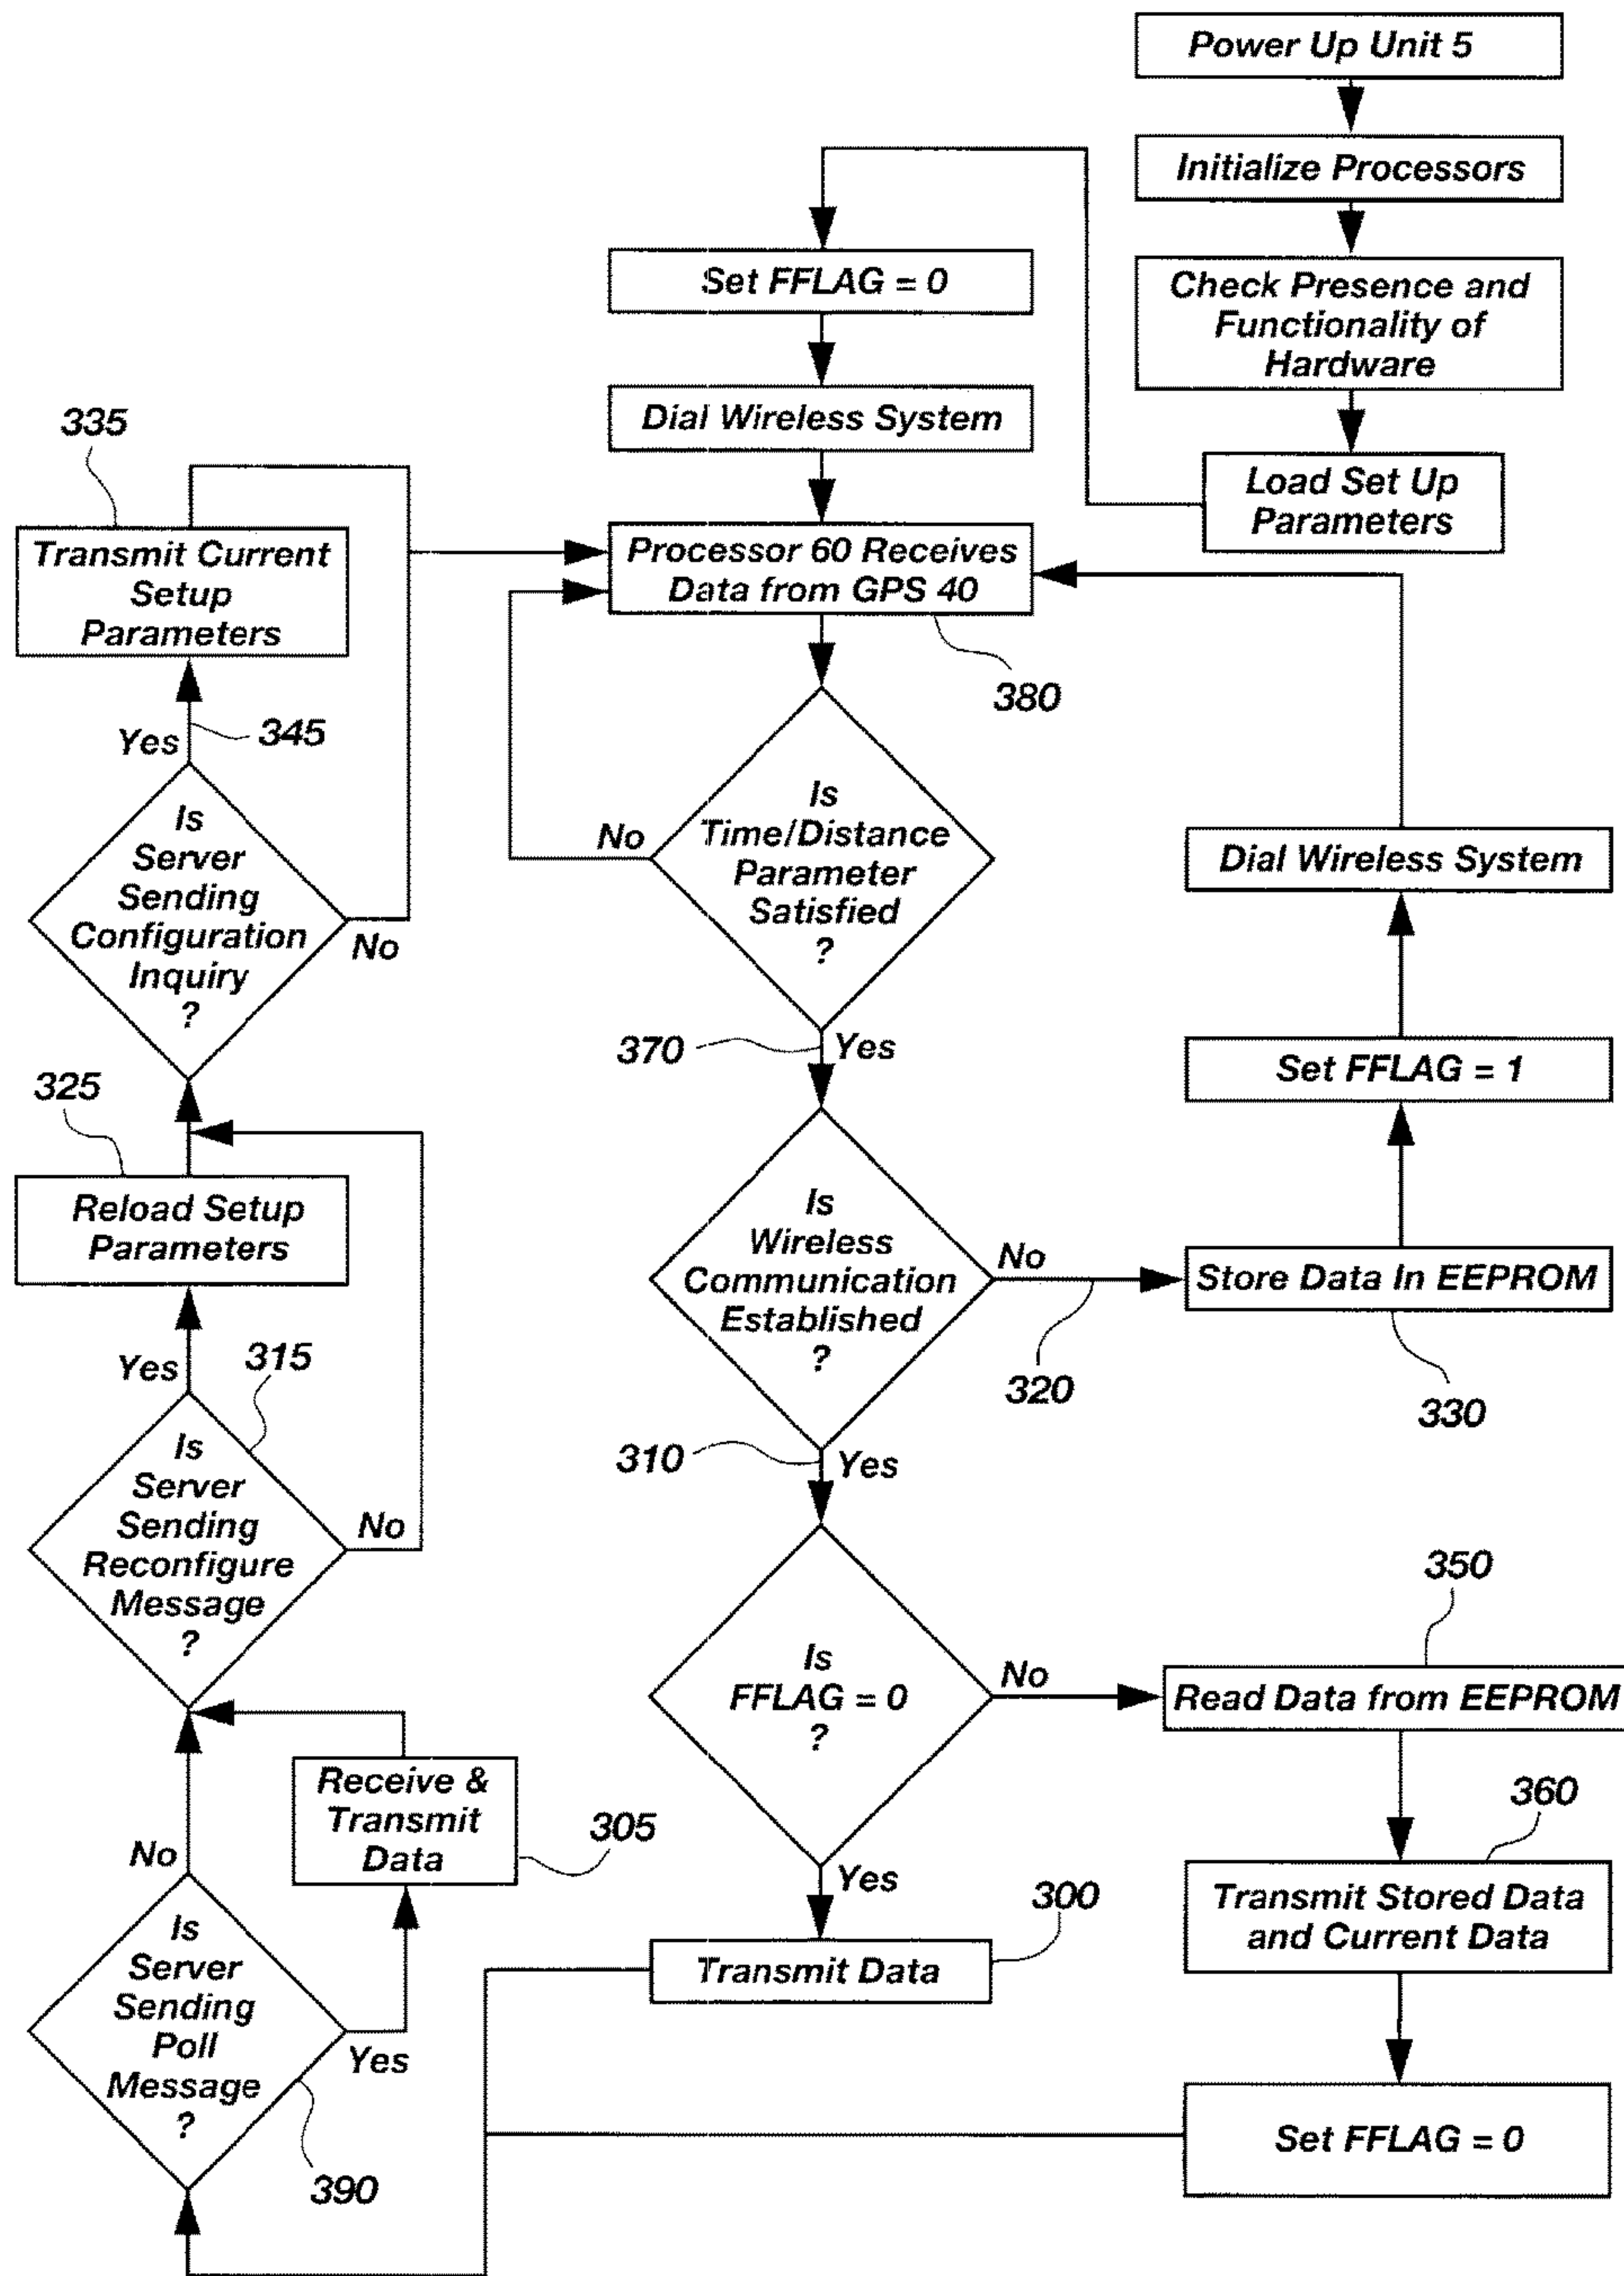 Power Up Unit 5
Initialize Processors
Check Presence and
Functionality of
Hardware
Load Set Up
Parameters
Set FFLAG = 0
Dial Wireless System
Processor 60 Receives
Data from GPS 40
380
Is
Time/Distance
Parameter
Satisfied
?
No
370
Yes
Is
Wireless
Communication
Established
?
No
320
Store Data In EEPROM
330
Set FFLAG = 1
Dial Wireless System
310
Yes
Is
FFLAG = 0
?
No
350
Read Data from EEPROM
360
Transmit Stored Data
and Current Data
Set FFLAG = 0
Yes
300
Transmit Data
Is
Server
Sending
Poll
Message
?
390
Yes
No
Receive &
Transmit
Data
305
Is
Server
Sending
Reconfigure
Message
?
315
No
Yes
325
Reload Setup
Parameters
Is
Server
Sending
Configuration
Inquiry
?
No
Yes
345
335
Transmit Current
Setup
Parameters